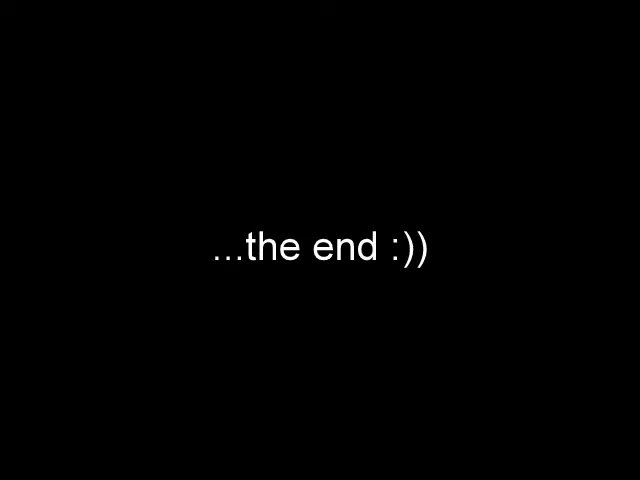 ...the end :))